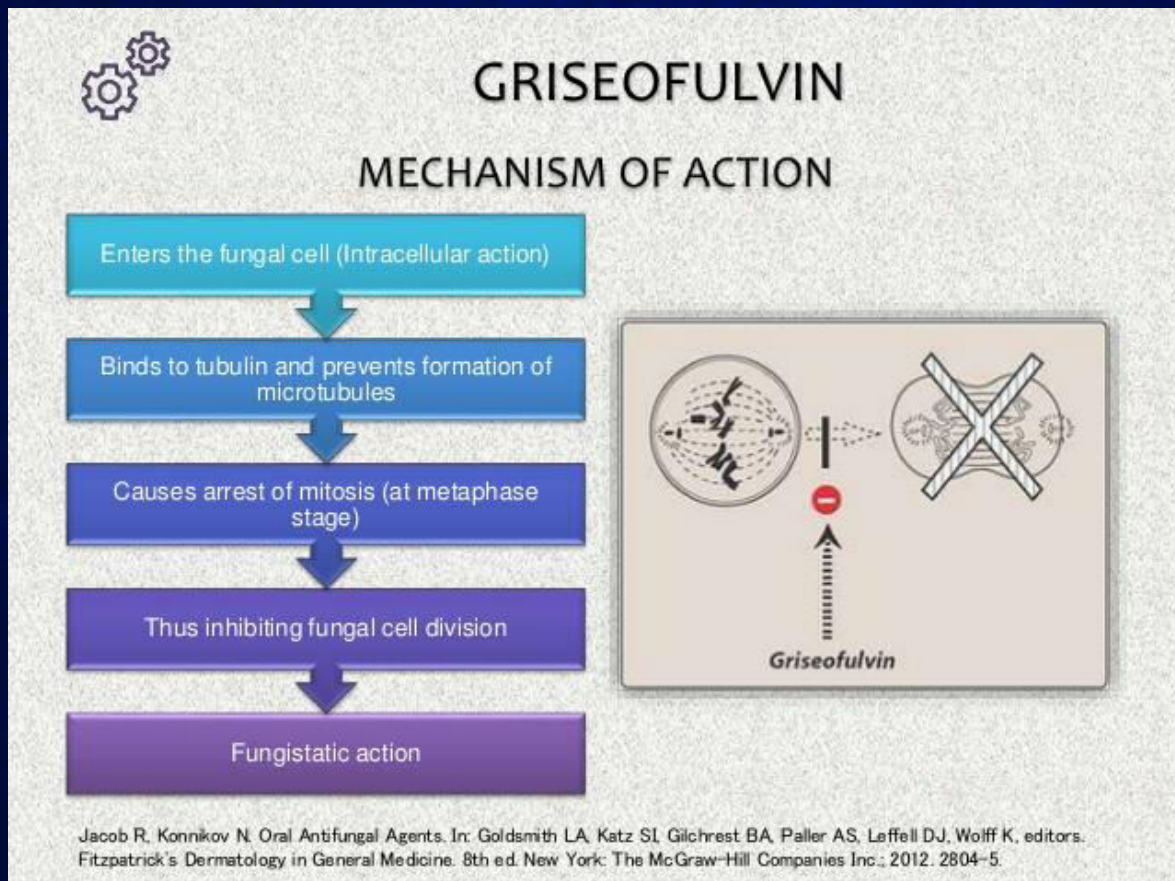 GRISEOFULVIN
MECHANISM OF ACTION
Enters the fungal cell (Intracellular action)
Binds to tubulin and prevents formation of
microtubules
Causes arrest of mitosis (at metaphase
stage)
Thus inhibiting fungal cell division
Fungistatic action
Griseofulvin
Jacob R, Konnikov N. Oral Antifungal Agents. In: Goldsmith LA, Katz SI, Gilchrest BA, Paller AS, Leffell DJ, Wolff K, editors.
Fitzpatrick's Dermatology in General Medicine. 8th ed. New York: The McGraw-Hill Companies Inc.; 2012. 2804-5.